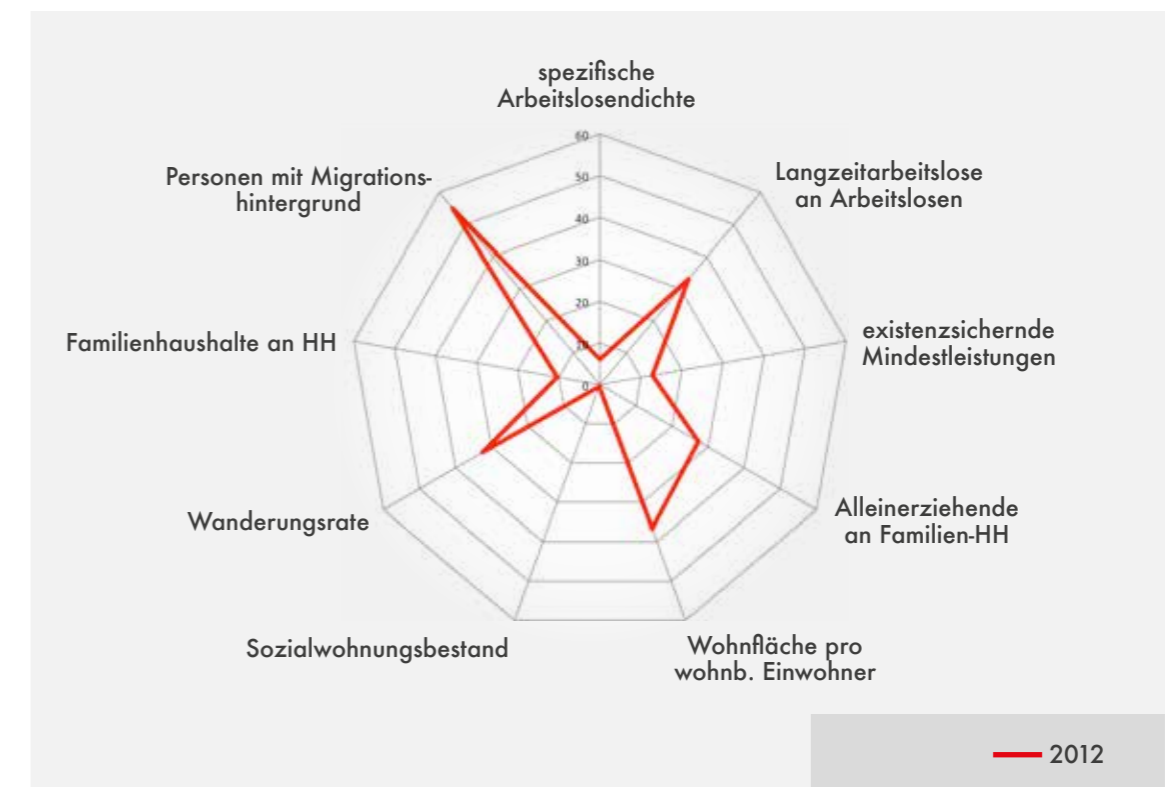 spezifische
Arbeitslosendichte
Langzeitarbeitslose
an Arbeitslosen
existenzsichernde
Mindestleistungen
Alleinerziehende
an Familien-HH
Wohnfläche pro
wohnb. Einwohner
Sozialwohnungsbestand
Wanderungsrate
Familienhaushalte an HH
Personen mit Migrations-
hintergrund
60
50
40
30
20
10
0
2012